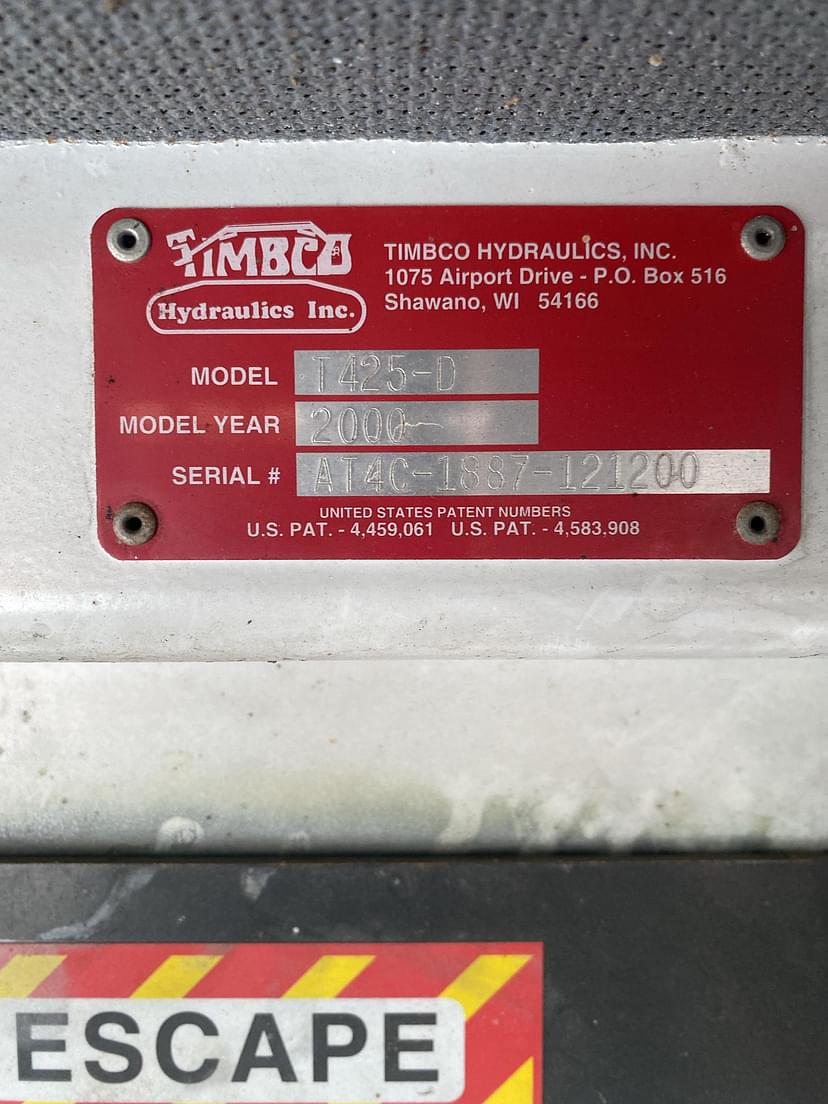 TIMBCO
Hydraulics Inc.
TIMBCO HYDRAULICS, INC.
1075 Airport Drive - P.O. Box 516
Shawano, WI 54166
MODEL T425-D
MODEL YEAR 2000
SERIAL # AT4C-1887-121200
UNITED STATES PATENT NUMBERS
U.S. PAT. - 4,459,061 U.S. PAT. - 4,583,908
ESCAPE